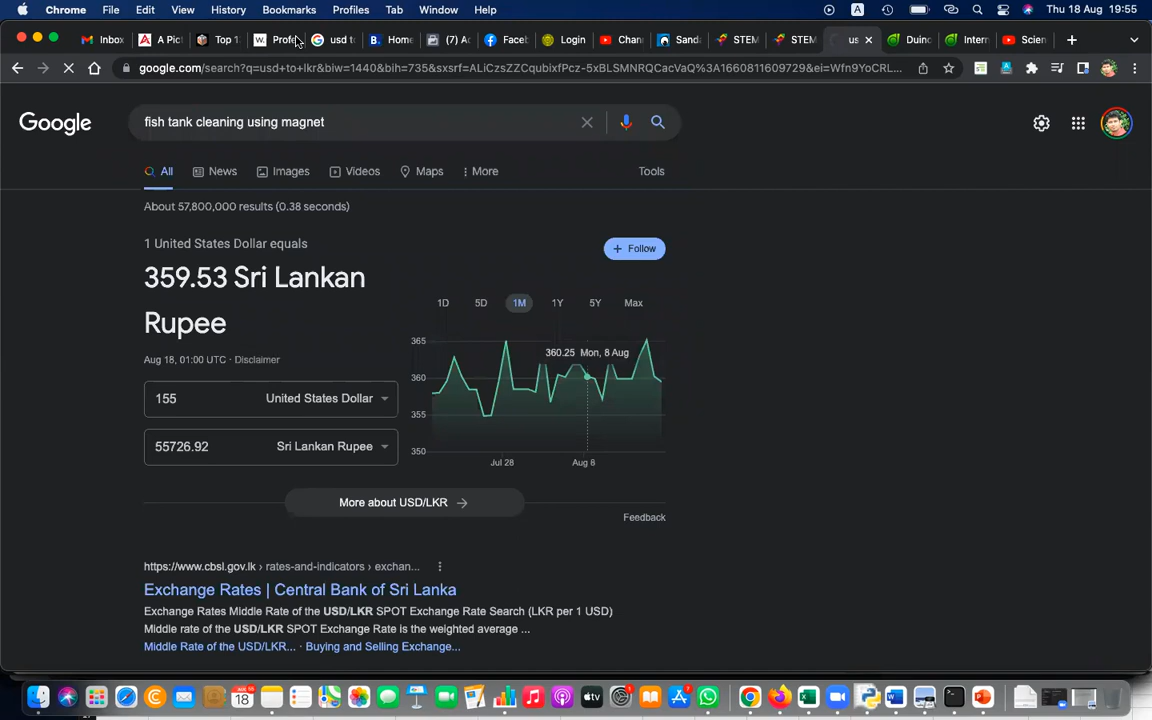 Chrome File Edit View History Bookmarks Profiles Tab Window Help A Thu 18 Aug 19:55
Inbox A Pict Top 1 W. Profe usd to B. Home (7) A Faceb Login Chann Sanda STEM STEM us Duino Intern Scien
google.com/search?q=usd+to+lkr&biw=1440&bih=735&sxsrf=ALiCzsZZCqubixfPcz-5xBLSMNRQCacVaQ%3A1660811609729&ei=Wfn9YoCRL...
Google
fish tank cleaning using magnet
All News Images Videos Maps More Tools
About 57,800,000 results (0.38 seconds)
1 United States Dollar equals
+ Follow
359.53 Sri Lankan
Rupee
1D 5D 1M 1Y 5Y Max
365
360.25 Mon, 8 Aug
Aug 18, 01:00 UTC · Disclaimer
360
155 United States Dollar
355
55726.92 Sri Lankan Rupee
350
Jul 28 Aug 8
More about USD/LKR
Feedback
https://www.cbsl.gov.lk › rates-and-indicators › exchan...
Exchange Rates | Central Bank of Sri Lanka
Exchange Rates Middle Rate of the USD/LKR SPOT Exchange Rate Search (LKR per 1 USD)
Middle rate of the USD/LKR SPOT Exchange Rate is the weighted average ...
Middle Rate of the USD/LKR... · Buying and Selling Exchange...